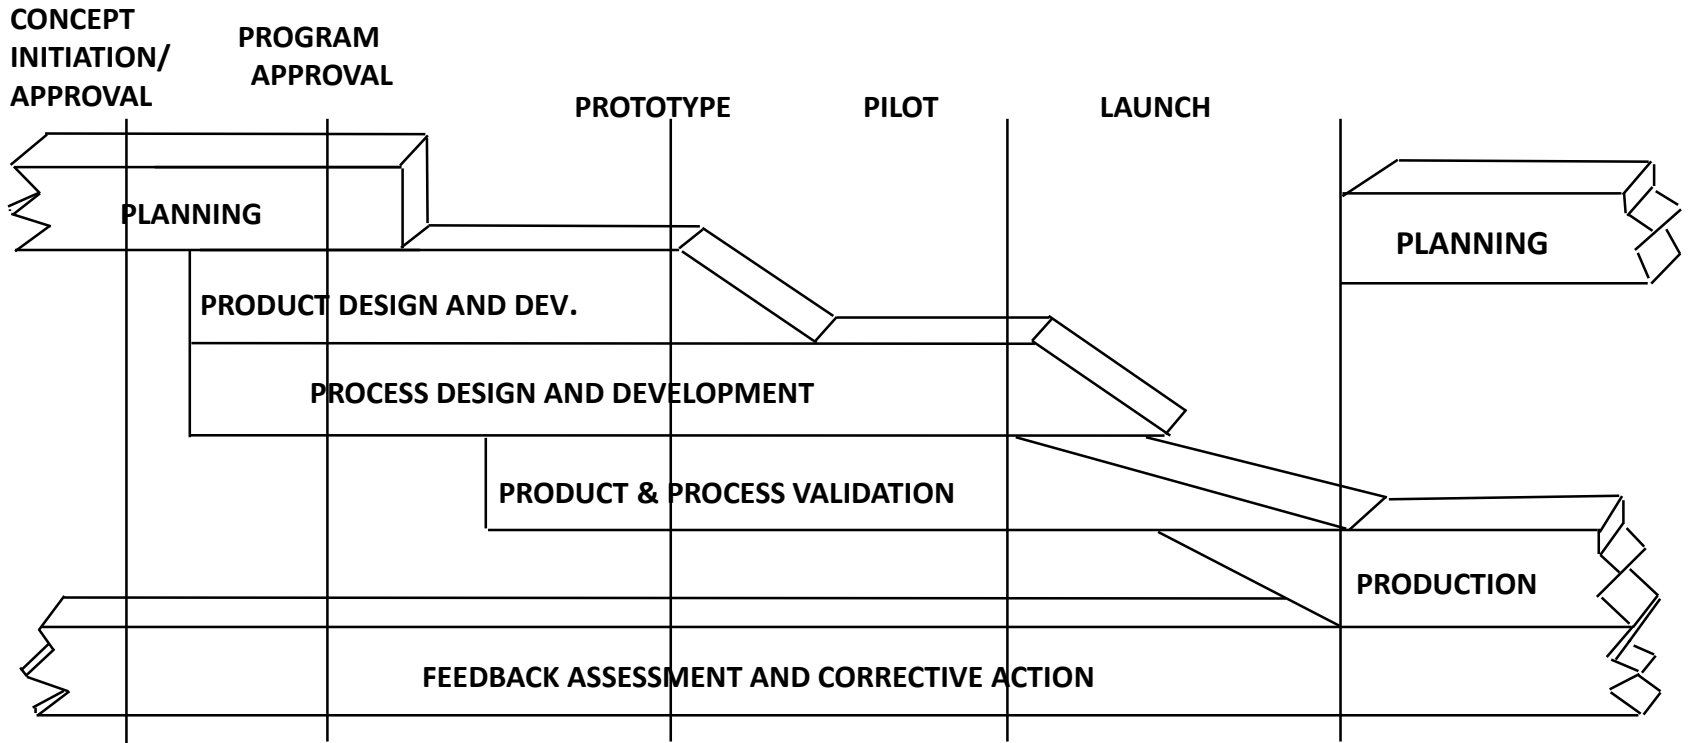 CONCEPT
INITIATION/
APPROVAL
PROGRAM
APPROVAL
PROTOTYPE
PILOT
LAUNCH
PLANNING
PLANNING
PRODUCT DESIGN AND DEV.
PROCESS DESIGN AND DEVELOPMENT
PRODUCT & PROCESS VALIDATION
PRODUCTION
FEEDBACK ASSESSMENT AND CORRECTIVE ACTION